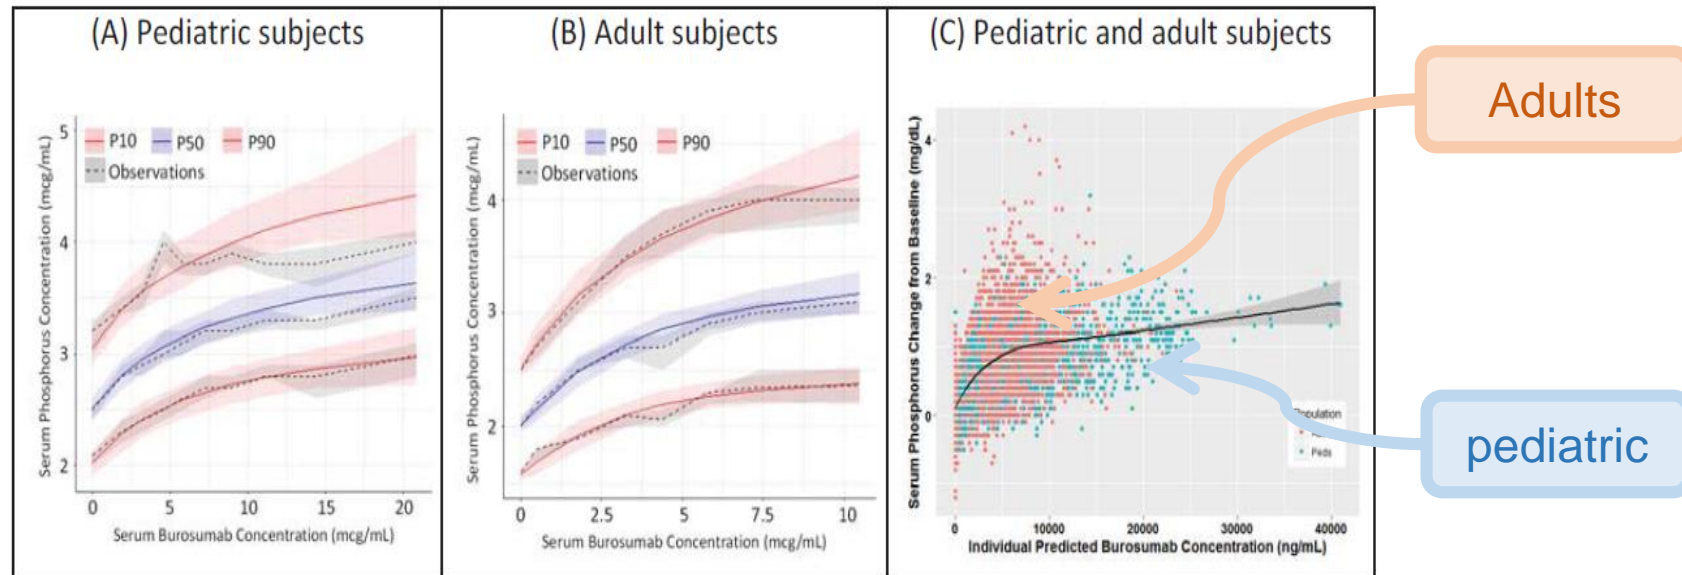 (A) Pediatric subjects
Serum Phosphorus Concentration (mcg/mL)
5
4
3
2
P10 P50 P90
Observations
0 5 10 15 20
Serum Burosumab Concentration (mcg/mL)
(B) Adult subjects
Serum Phosphorus Concentration (mcg/mL)
4
3
2
P10 P50 P90
Observations
0 2.5 5 7.5 10
Serum Burosumab Concentration (mcg/mL)
(C) Pediatric and adult subjects
Serum Phosphorus Change from Baseline (mg/dL)
4
2
0
Population
Peds
0 10000 20000 30000 40000
Individual Predicted Burosumab Concentration (ng/mL)
Adults
pediatric